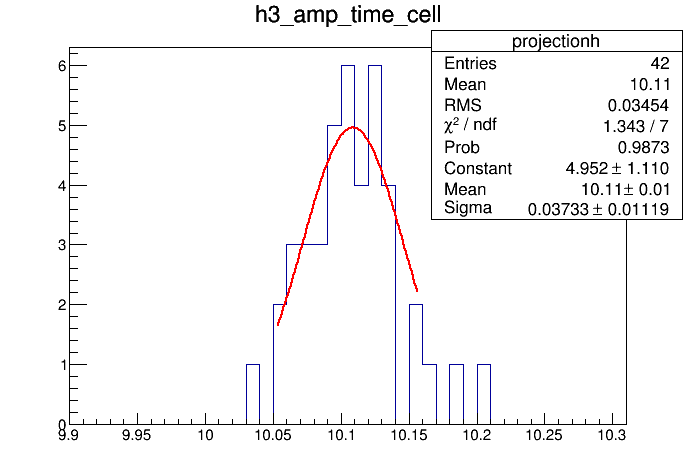 h3_amp_time_cell
projectionh
Entries 42
Mean 10.11
RMS 0.03454
χ² / ndf 1.343 / 7
Prob 0.9873
Constant 4.952 ± 1.110
Mean 10.11 ± 0.01
Sigma 0.03733 ± 0.01119
6
5
4
3
2
1
0
9.9 9.95 10 10.05 10.1 10.15 10.2 10.25 10.3